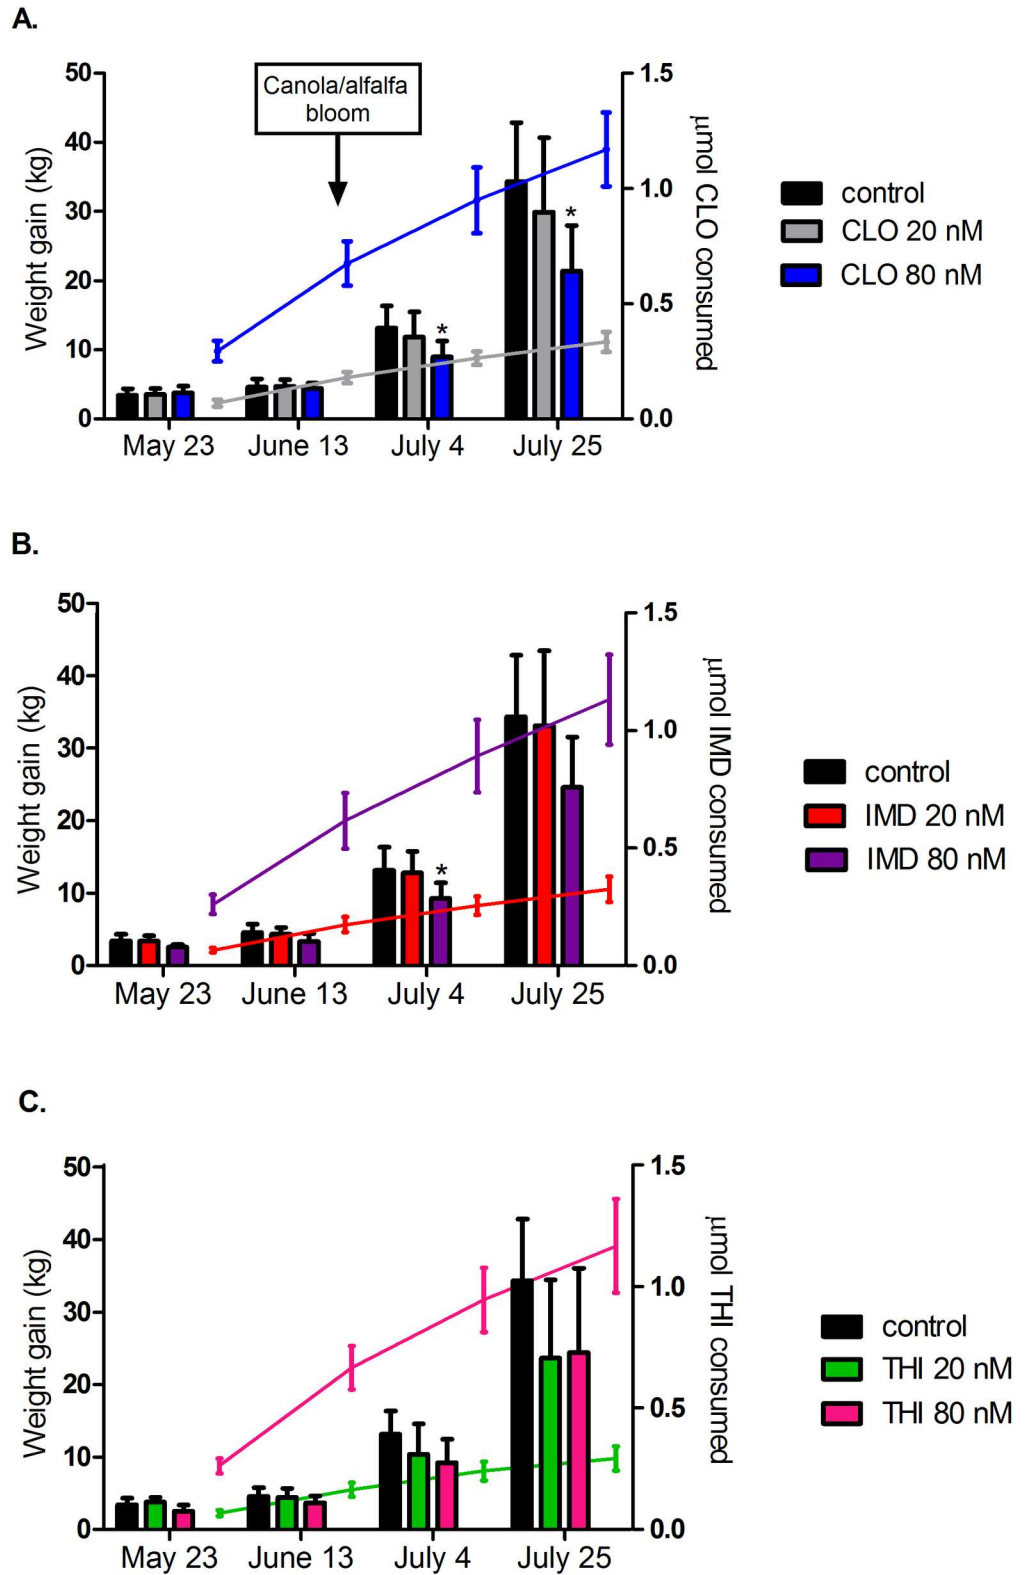 A.
Canola/alfalfa
bloom
50
40
30
20
10
0
Weight gain (kg)
1.5
1.0
0.5
0.0
µmol CLO consumed
*
*
May 23 June 13 July 4 July 25
control
CLO 20 nM
CLO 80 nM
B.
50
40
30
20
10
0
Weight gain (kg)
1.5
1.0
0.5
0.0
µmol IMD consumed
*
May 23 June 13 July 4 July 25
control
IMD 20 nM
IMD 80 nM
C.
50
40
30
20
10
0
Weight gain (kg)
1.5
1.0
0.5
0.0
µmol THI consumed
May 23 June 13 July 4 July 25
control
THI 20 nM
THI 80 nM